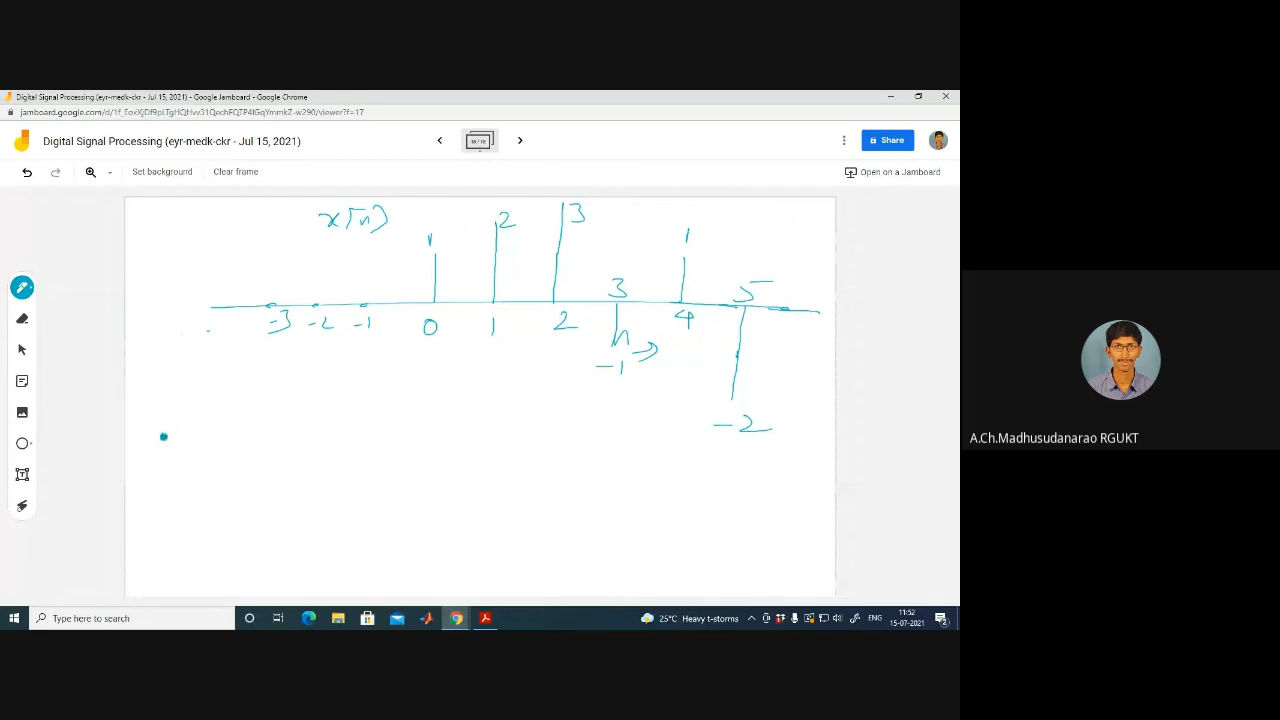 Digital Signal Processing (eyr-medk-ckr - Jul 15, 2021) - Google Jamboard - Google Chrome
Digital Signal Processing (eyr-medk-ckr - Jul 15, 2021)
18 / 18
Share
Set background
Clear frame
Open on a Jamboard
x[n]
1 2 3 3 1 5
-3 -2 -1 0 1 2 n 4
-1
-2
A.Ch.Madhusudanarao RGUKT
Type here to search
25°C Heavy t-storms
ENG
11:52
15-07-2021
2